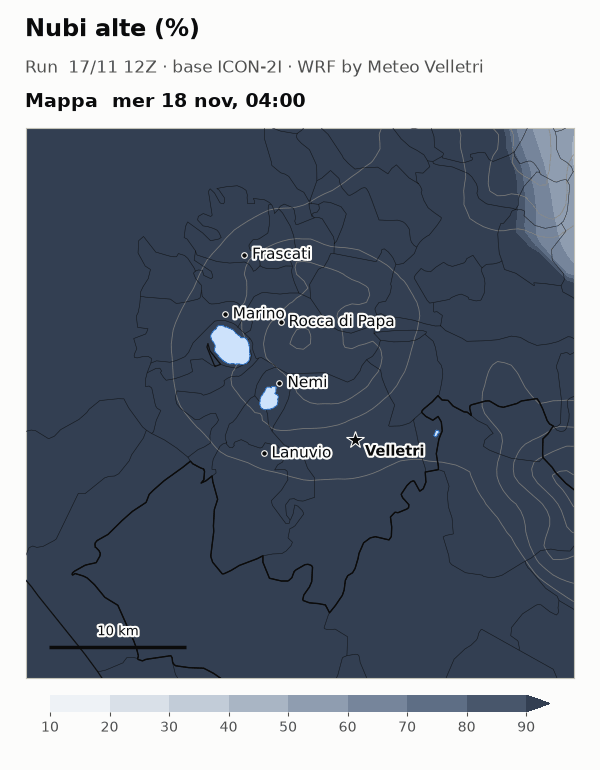 Nubi alte (%)
Run 17/11 12Z · base ICON-2I · WRF by Meteo Velletri
Mappa mer 18 nov, 04:00
Frascati
Marino
Rocca di Papa
Nemi
Velletri
Lanuvio
10 km
10 20 30 40 50 60 70 80 90